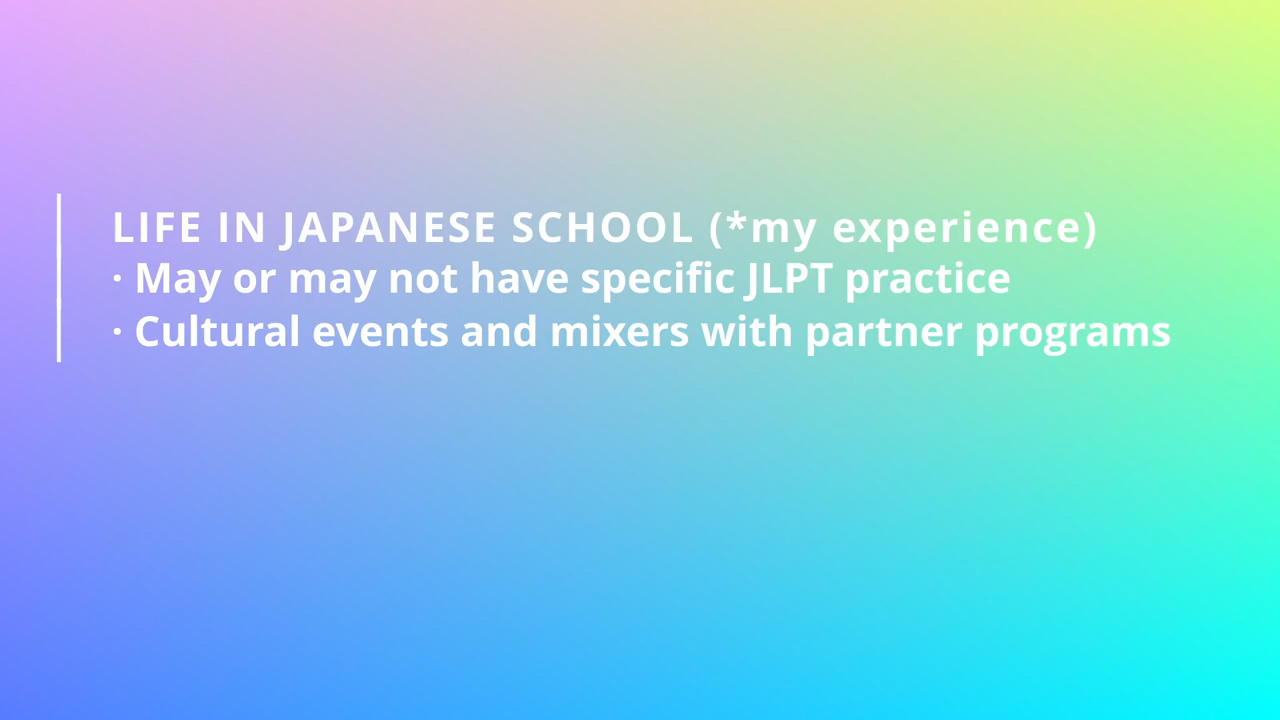 LIFE IN JAPANESE SCHOOL (*my experience)
· May or may not have specific JLPT practice
· Cultural events and mixers with partner programs